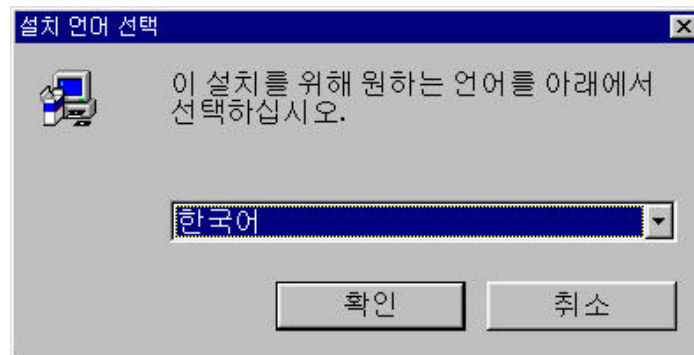 설치 언어 선택
이 설치를 위해 원하는 언어를 아래에서
선택하십시오.
한국어
확인
취소